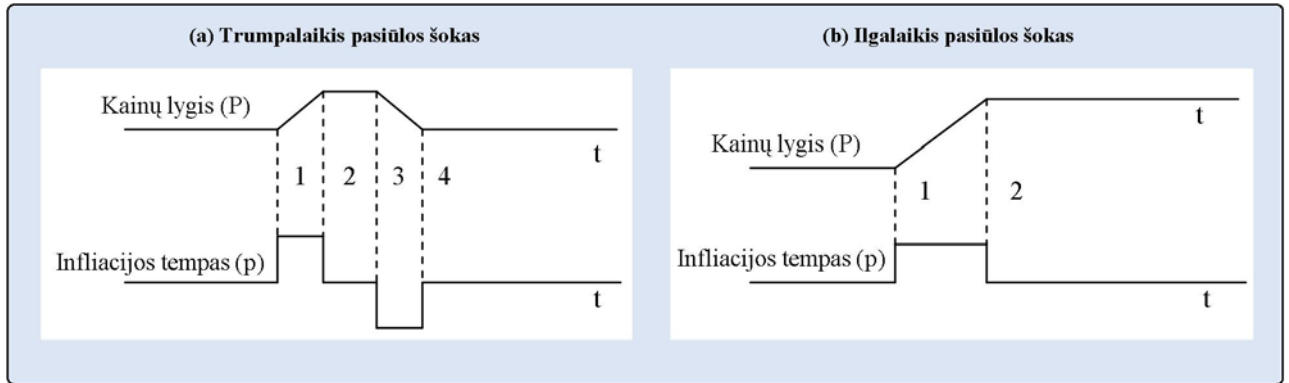 (a) Trumpalaikis pasiūlos šokas
Kainų lygis (P)
t
1 2 3 4
Infliacijos tempas (p)
t
(b) Ilgalaikis pasiūlos šokas
t
Kainų lygis (P)
1 2
Infliacijos tempas (p)
t